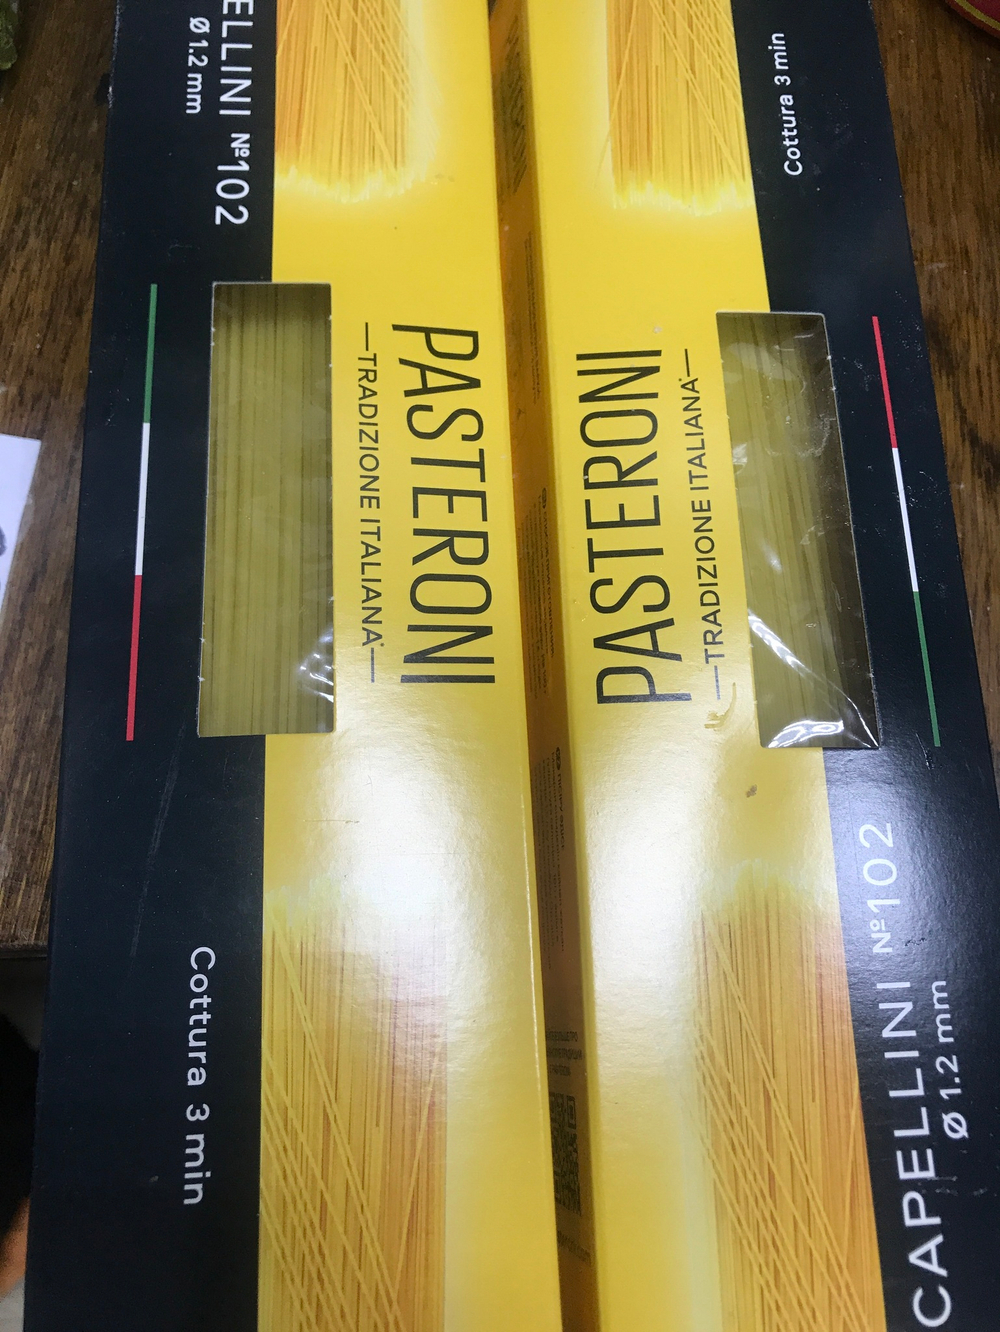 ELLINI №102
Ø 1.2 mm
PASTERONI
TRADIZIONE ITALIANA
Cottura 3 min
Cottura 3 min
PASTERONI
TRADIZIONE ITALIANA
CAPELLINI №102
Ø 1.2 mm